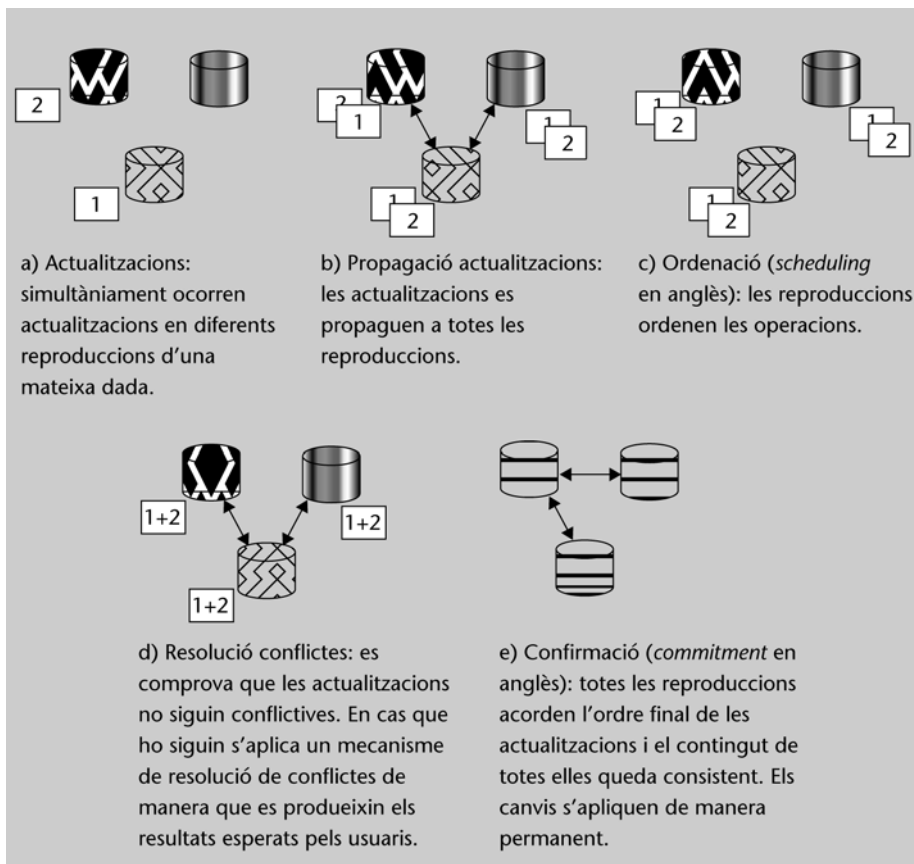 2
1
2
1
1
2
1
2
1
2
1
2
1
2
a) Actualitzacions:
simultàniament ocorren
actualitzacions en diferents
reproduccions d'una
mateixa dada.
b) Propagació actualitzacions:
les actualitzacions es
propaguen a totes les
reproduccions.
c) Ordenació (scheduling
en anglès): les reproduccions
ordenen les operacions.
1+2
1+2
1+2
d) Resolució conflictes: es
comprova que les actualitzacions
no siguin conflictives. En cas que
ho siguin s'aplica un mecanisme
de resolució de conflictes de
manera que es produeixin els
resultats esperats pels usuaris.
e) Confirmació (commitment en
anglès): totes les reproduccions
acorden l'ordre final de les
actualitzacions i el contingut de
totes elles queda consistent. Els
canvis s'apliquen de manera
permanent.